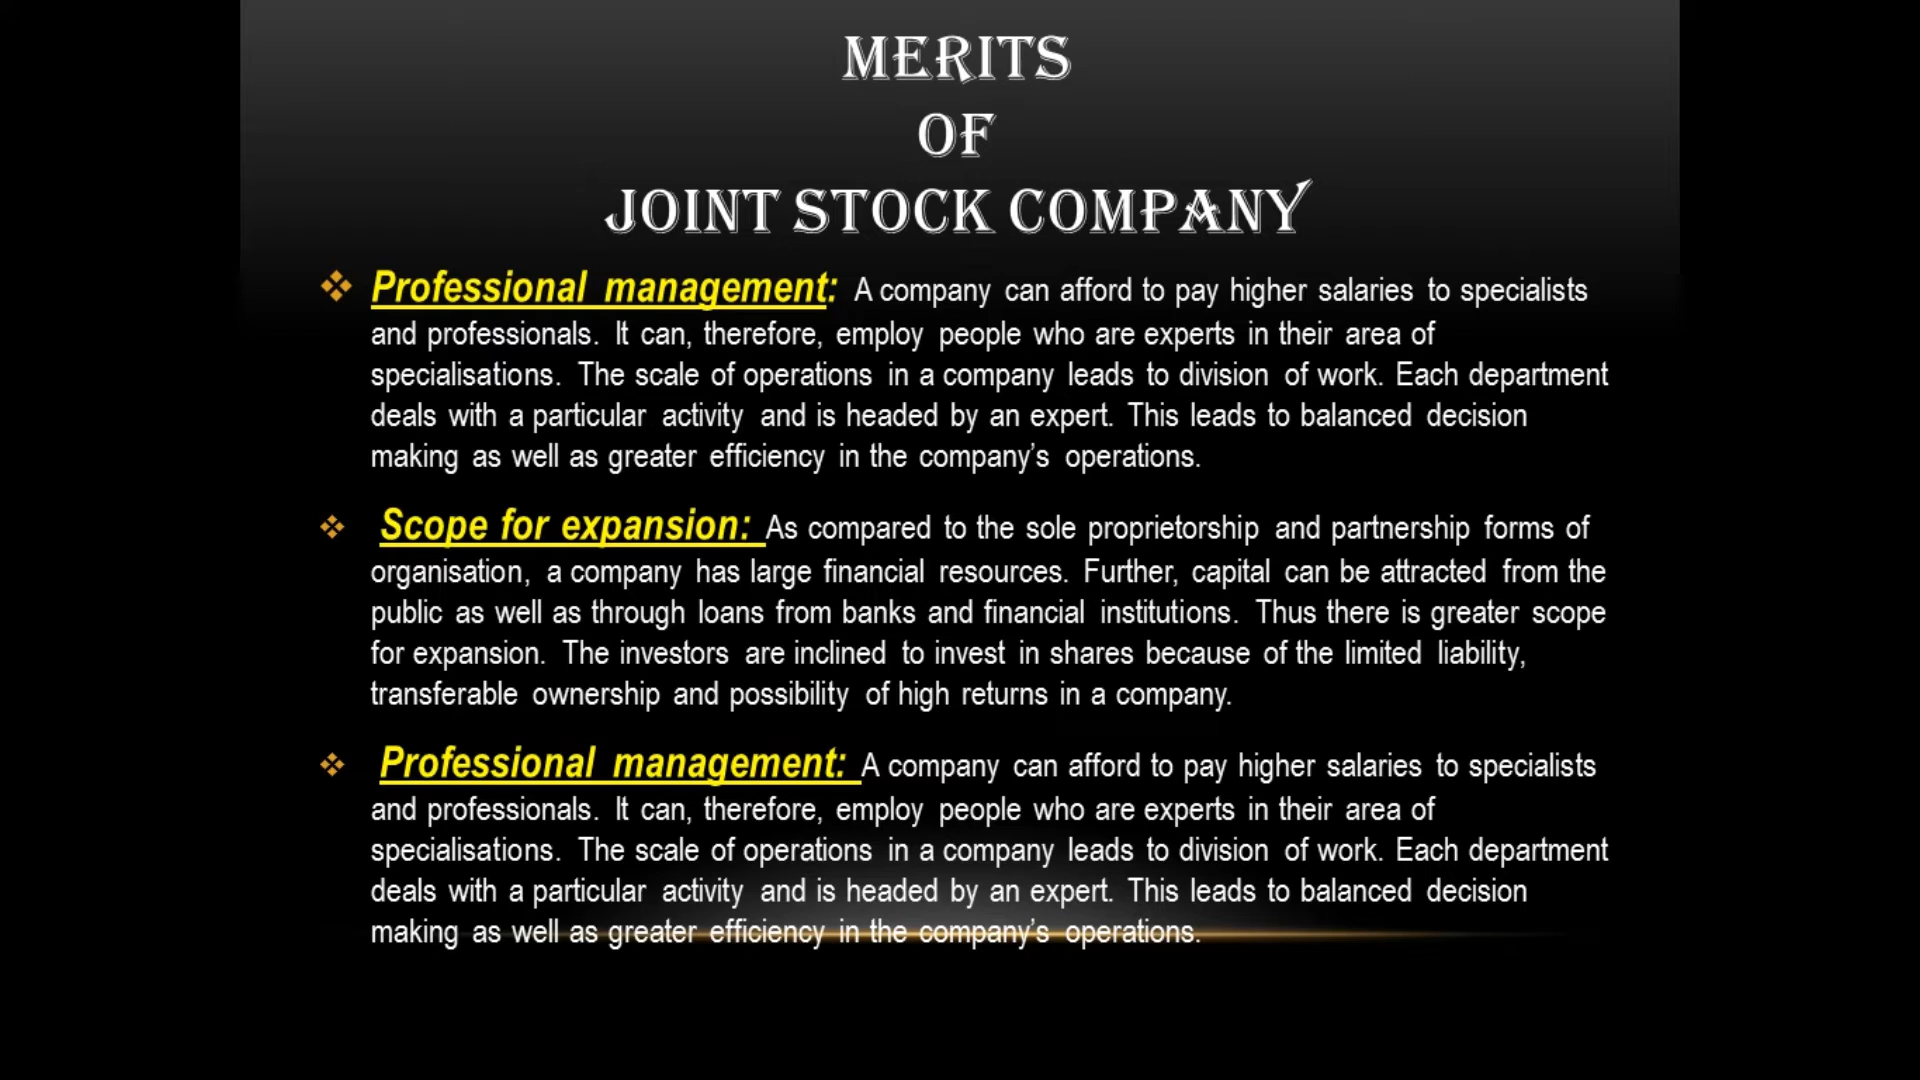 MERITS
OF
JOINT STOCK COMPANY
❖ Professional management: A company can afford to pay higher salaries to specialists
and professionals. It can, therefore, employ people who are experts in their area of
specialisations. The scale of operations in a company leads to division of work. Each department
deals with a particular activity and is headed by an expert. This leads to balanced decision
making as well as greater efficiency in the company’s operations.
❖ Scope for expansion: As compared to the sole proprietorship and partnership forms of
organisation, a company has large financial resources. Further, capital can be attracted from the
public as well as through loans from banks and financial institutions. Thus there is greater scope
for expansion. The investors are inclined to invest in shares because of the limited liability,
transferable ownership and possibility of high returns in a company.
❖ Professional management: A company can afford to pay higher salaries to specialists
and professionals. It can, therefore, employ people who are experts in their area of
specialisations. The scale of operations in a company leads to division of work. Each department
deals with a particular activity and is headed by an expert. This leads to balanced decision
making as well as greater efficiency in the company’s operations.